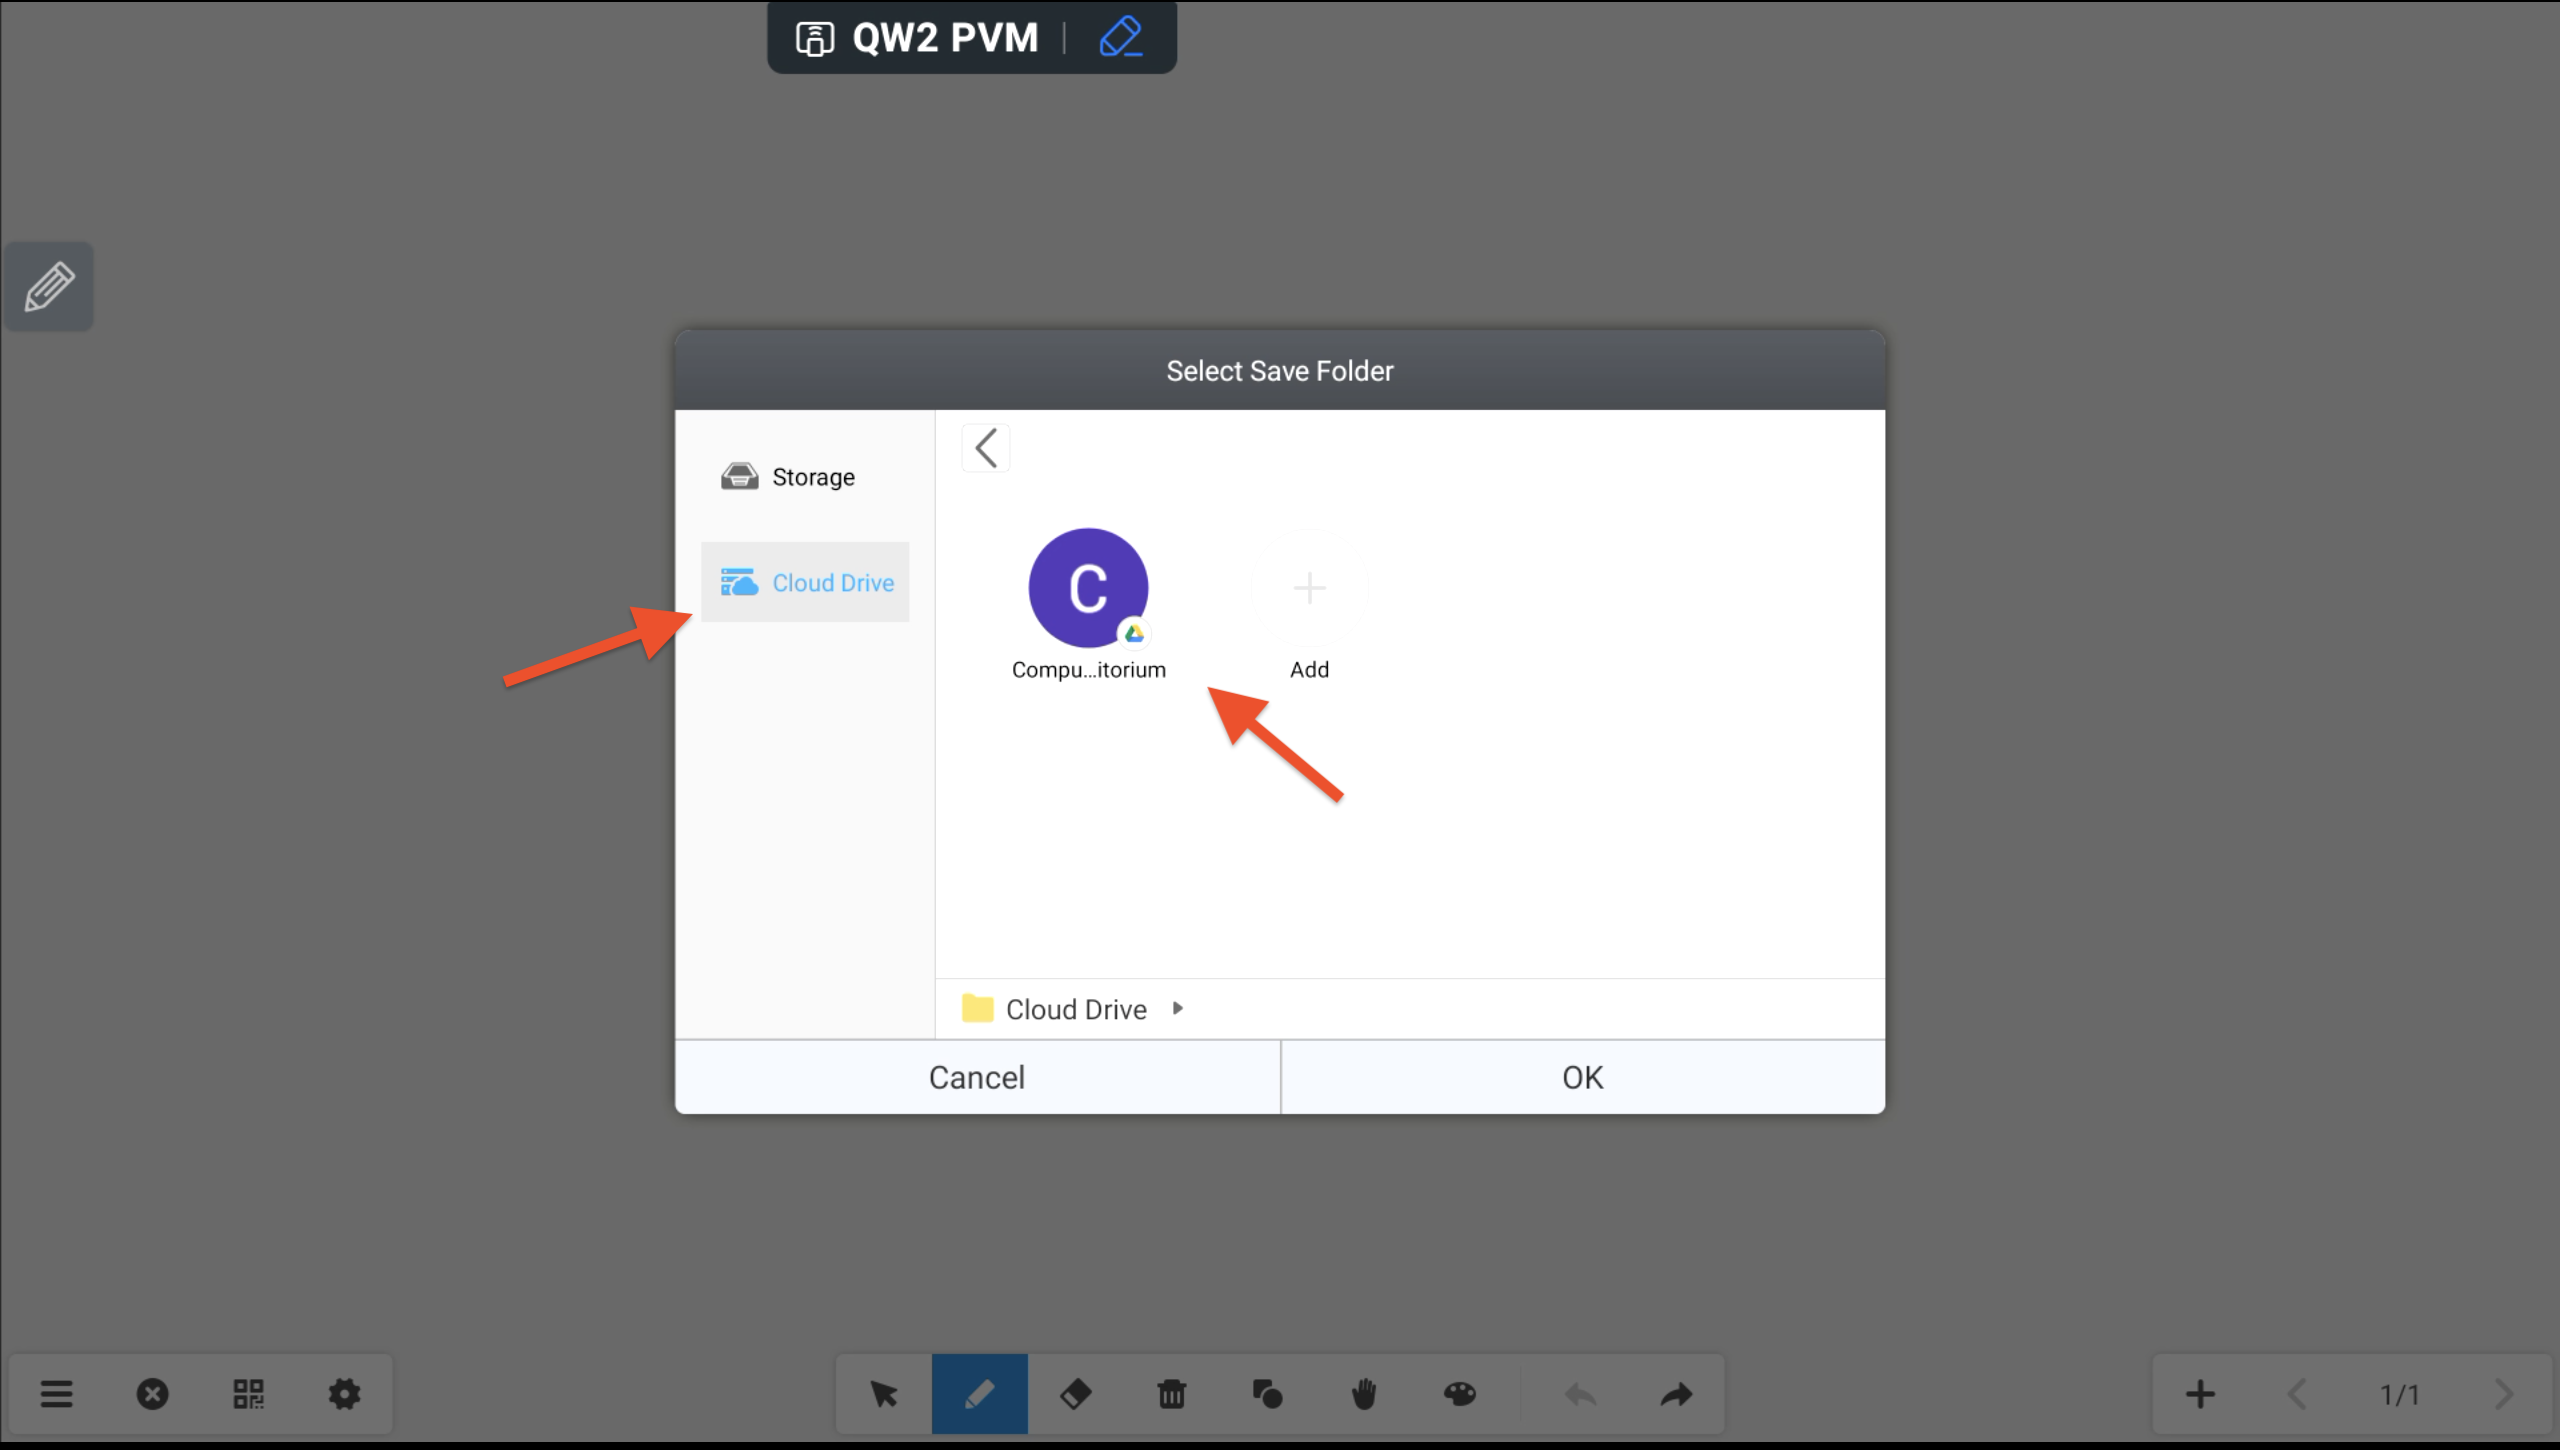 QW2 PVM
Select Save Folder
Storage
Cloud Drive
C
Compu...itorium
Add
Cloud Drive
Cancel
OK
1/1